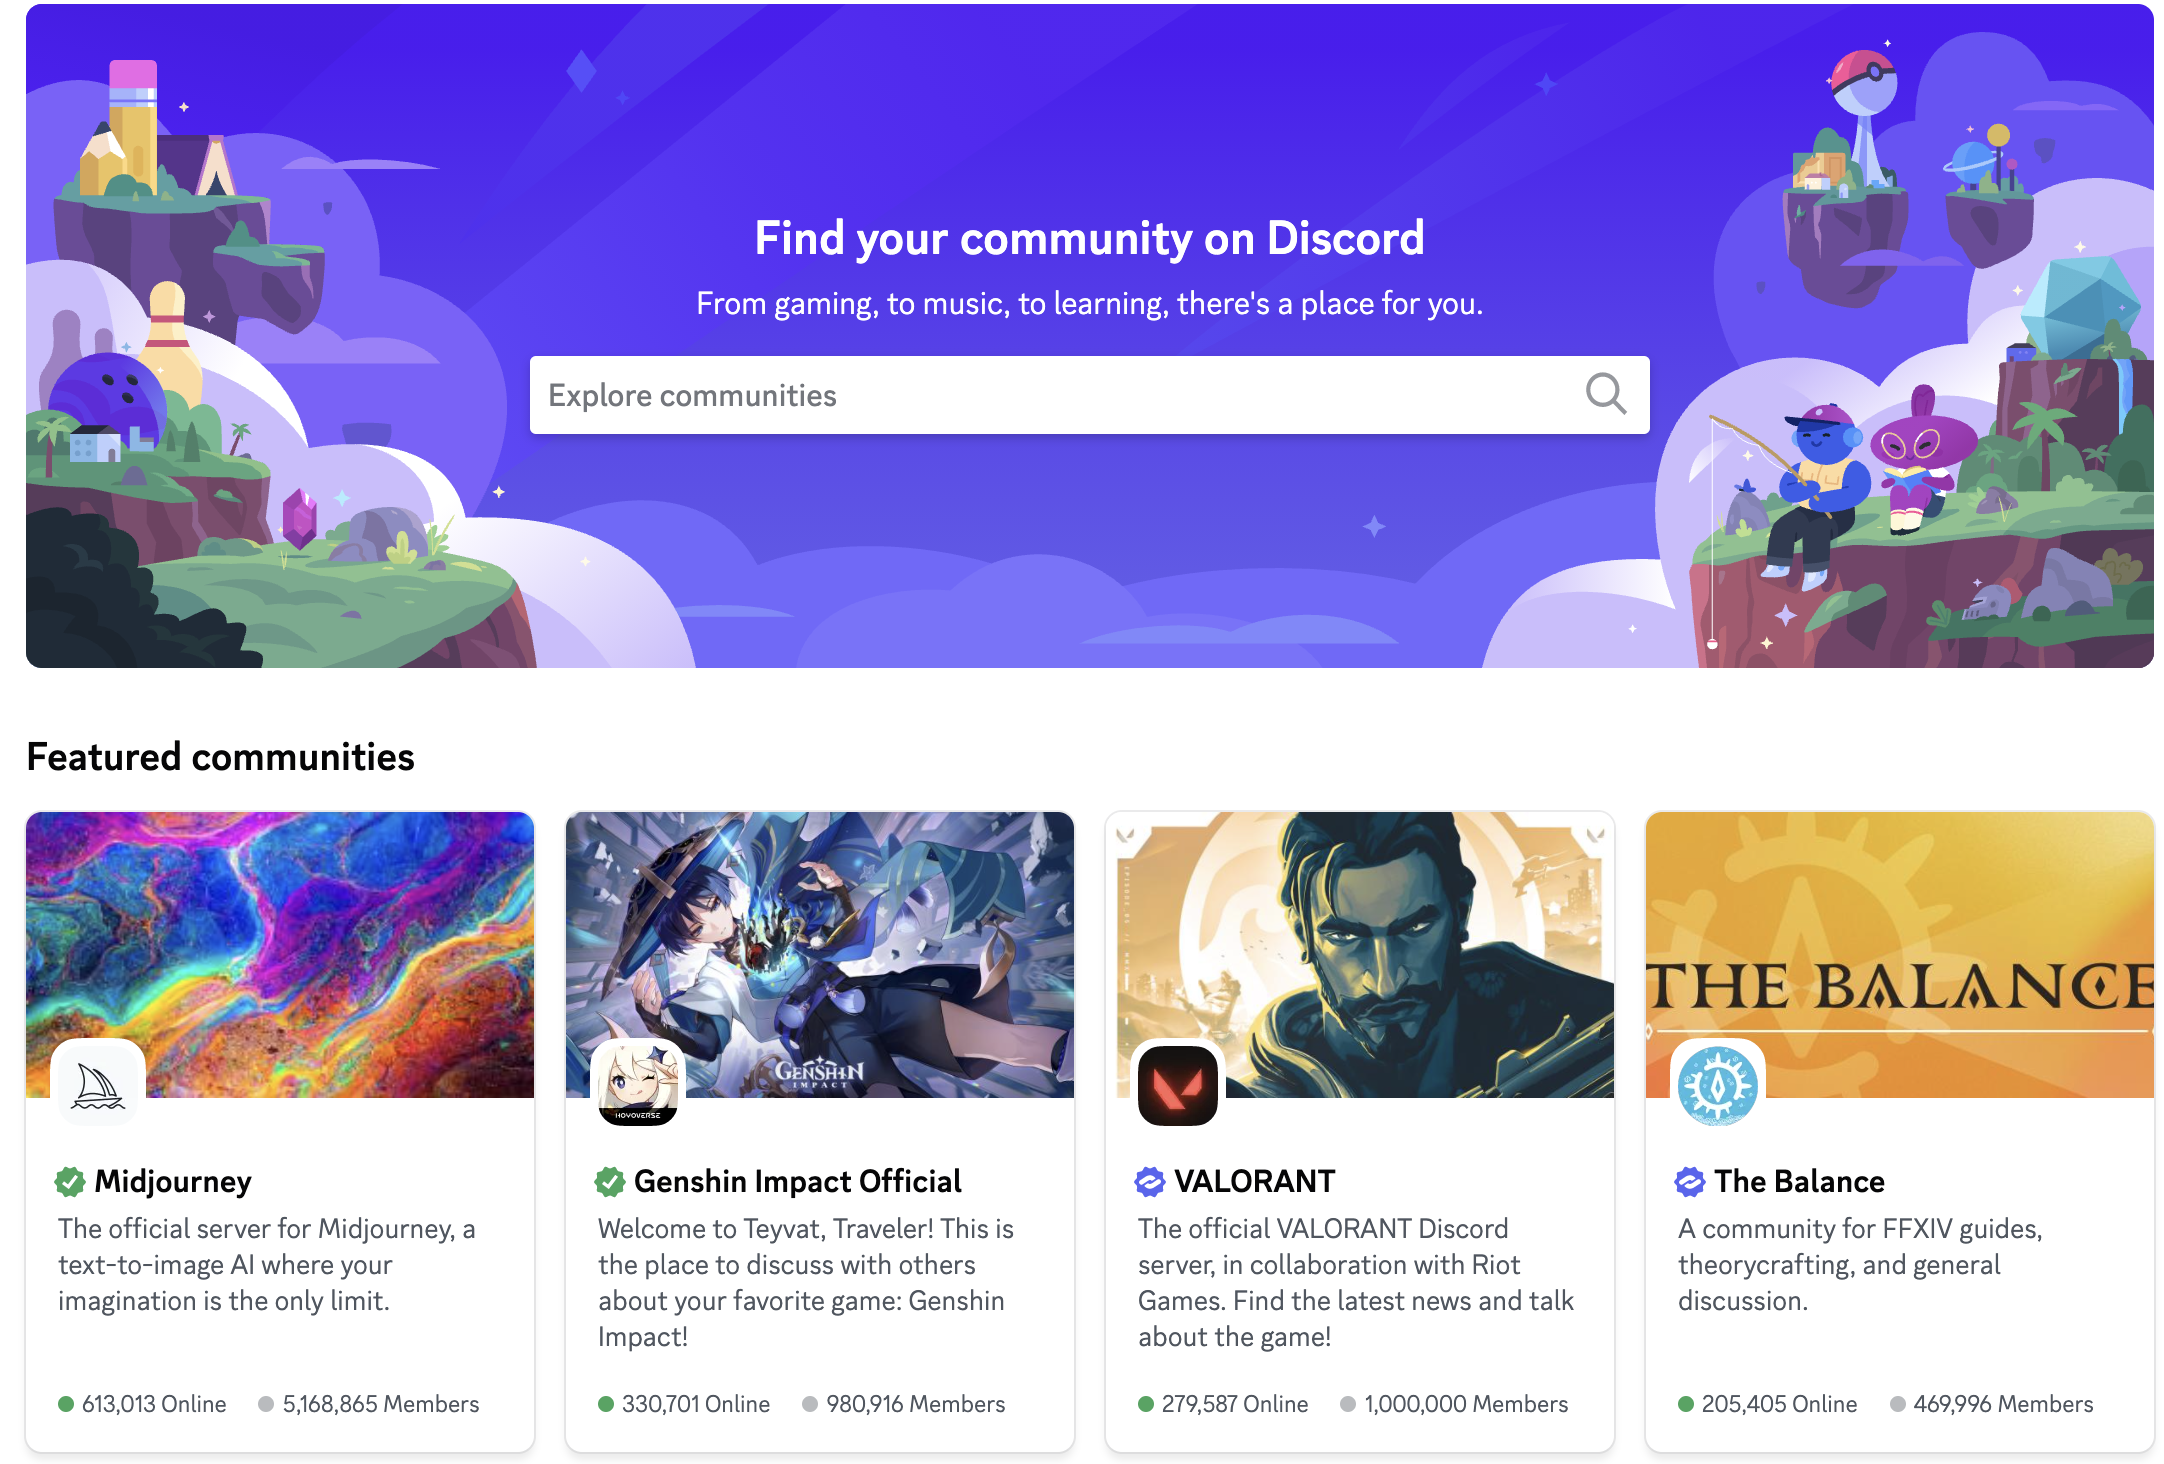 Find your community on Discord
From gaming, to music, to learning, there's a place for you.
Explore communities
Featured communities
GENSHIN
IMPACT
HOYOVERSE
THE BALANCE
Midjourney
The official server for Midjourney, a
text-to-image AI where your
imagination is the only limit.
613,013 Online
5,168,865 Members
Genshin Impact Official
Welcome to Teyvat, Traveler! This is
the place to discuss with others
about your favorite game: Genshin
Impact!
330,701 Online
980,916 Members
VALORANT
The official VALORANT Discord
server, in collaboration with Riot
Games. Find the latest news and talk
about the game!
279,587 Online
1,000,000 Members
The Balance
A community for FFXIV guides,
theorycrafting, and general
discussion.
205,405 Online
469,996 Members